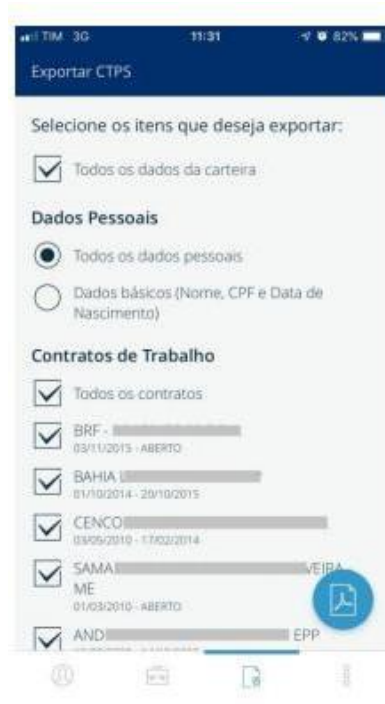 TIM 3G 11:31 82%
Exportar CTPS
Selecione os itens que deseja exportar:
Todos os dados da carteira
Dados Pessoais
Todos os dados pessoais
Dados básicos (Nome, CPF e Data de
Nascimento)
Contratos de Trabalho
Todos os contratos
BRF -
03/11/2015 - ABERTO
BAHIA
01/10/2014 - 20/10/2015
CENCO
03/05/2010 - 17/02/2014
SAMA VEIRA
ME
01/03/2010 - ABERTO
AND EPP